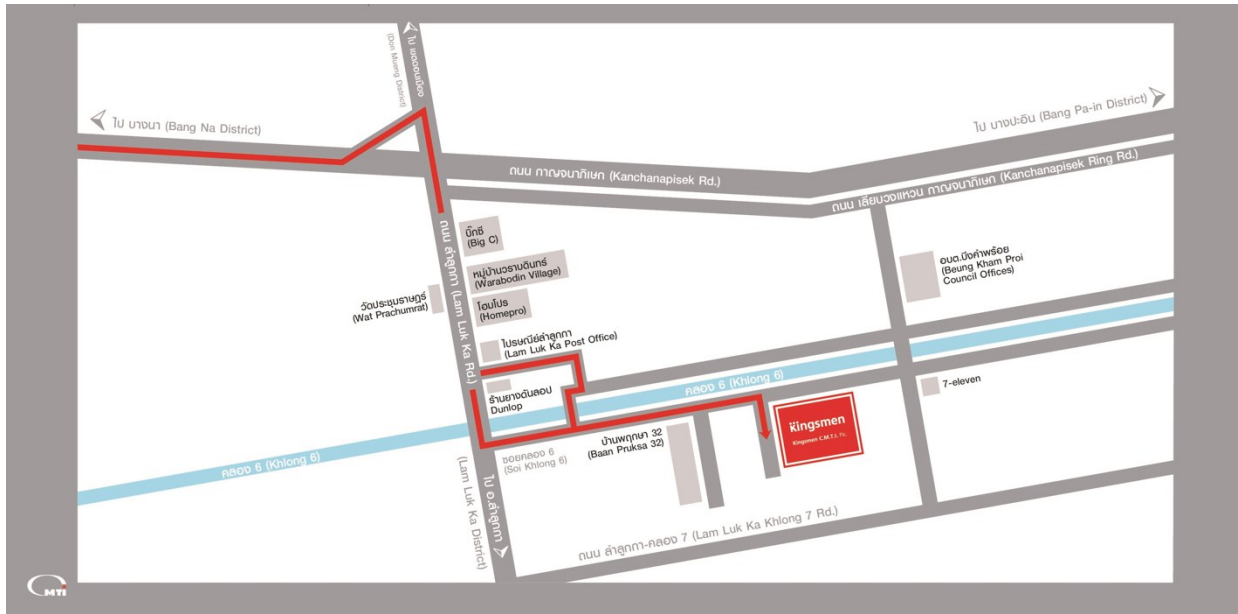 ไป เขตดอนเมือง
(Don Mueng District)
ไป บางนา (Bang Na District)
ไป บางปะอิน (Bang Pa-in District)
ถนน กาญจนาภิเษก (Kanchanapisek Rd.)
ถนน เลียบวงแหวน กาญจนาภิเษก (Kanchanapisek Ring Rd.)
ถนน ลำลูกกา (Lam Luk Ka Rd.)
บิ๊กซี
(Big C)
หมู่บ้านวราบดินทร์
(Warabodin Village)
โฮมโปร
(Homepro)
วัดประชุมราษฎร์
(Wat Prachumrat)
อบต.บึงคำพร้อย
(Beung Kham Proi
Council Offices)
ไปรษณีย์ลำลูกกา
(Lam Luk Ka Post Office)
ร้านยางดันลอป
Dunlop
คลอง 6 (Khlong 6)
7-eleven
Kingsmen
Kingsmen C.M.T.I. Plc.
บ้านพฤกษา 32
(Baan Pruksa 32)
ซอยคลอง 6
(Soi Khlong 6)
คลอง 6 (Khlong 6)
ไป อ.ลำลูกกา
(Lam Luk Ka District)
ถนน ลำลูกกา-คลอง 7 (Lam Luk Ka Khlong 7 Rd.)
CMTi